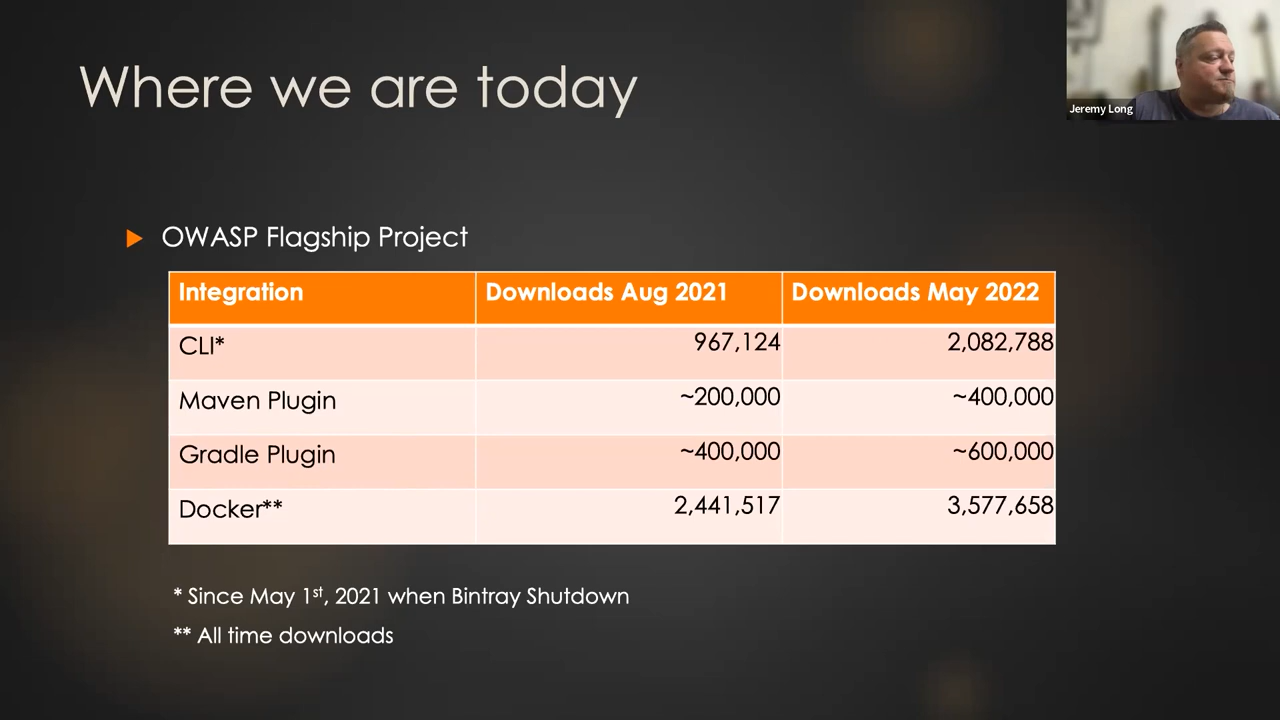 Where we are today
Jeremy Long
OWASP Flagship Project
Integration Downloads Aug 2021 Downloads May 2022
CLI* 967,124 2,082,788
Maven Plugin ~200,000 ~400,000
Gradle Plugin ~400,000 ~600,000
Docker** 2,441,517 3,577,658
* Since May 1st, 2021 when Bintray Shutdown
** All time downloads